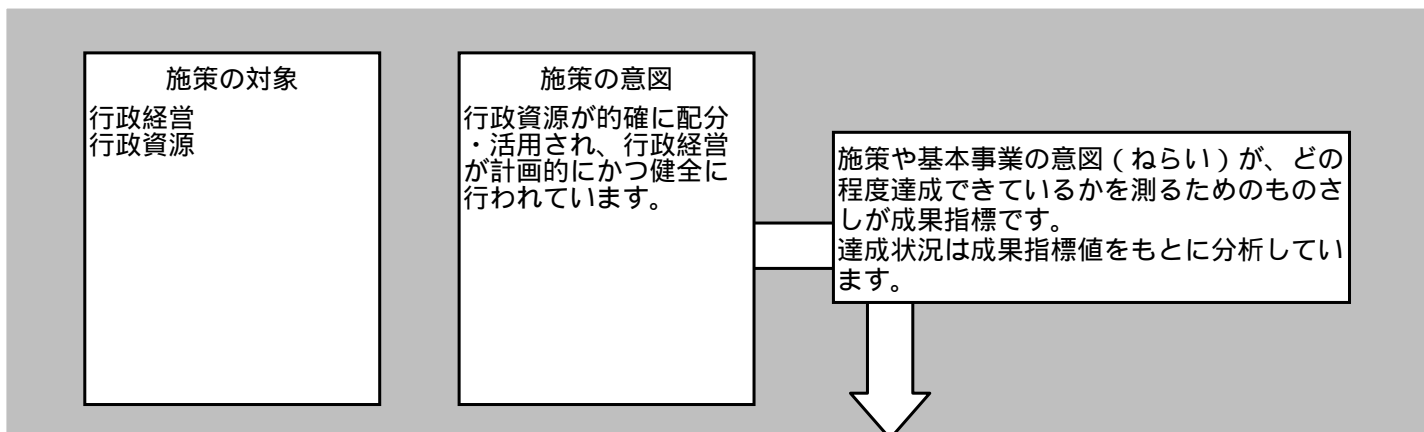 施策の対象
行政経営
行政資源
施策の意図
行政資源が的確に配分
・活用され、行政経営
が計画的にかつ健全に
行われています。
施策や基本事業の意図（ねらい）が、どの
程度達成できているかを測るためのものさ
しが成果指標です。
達成状況は成果指標値をもとに分析してい
ます。